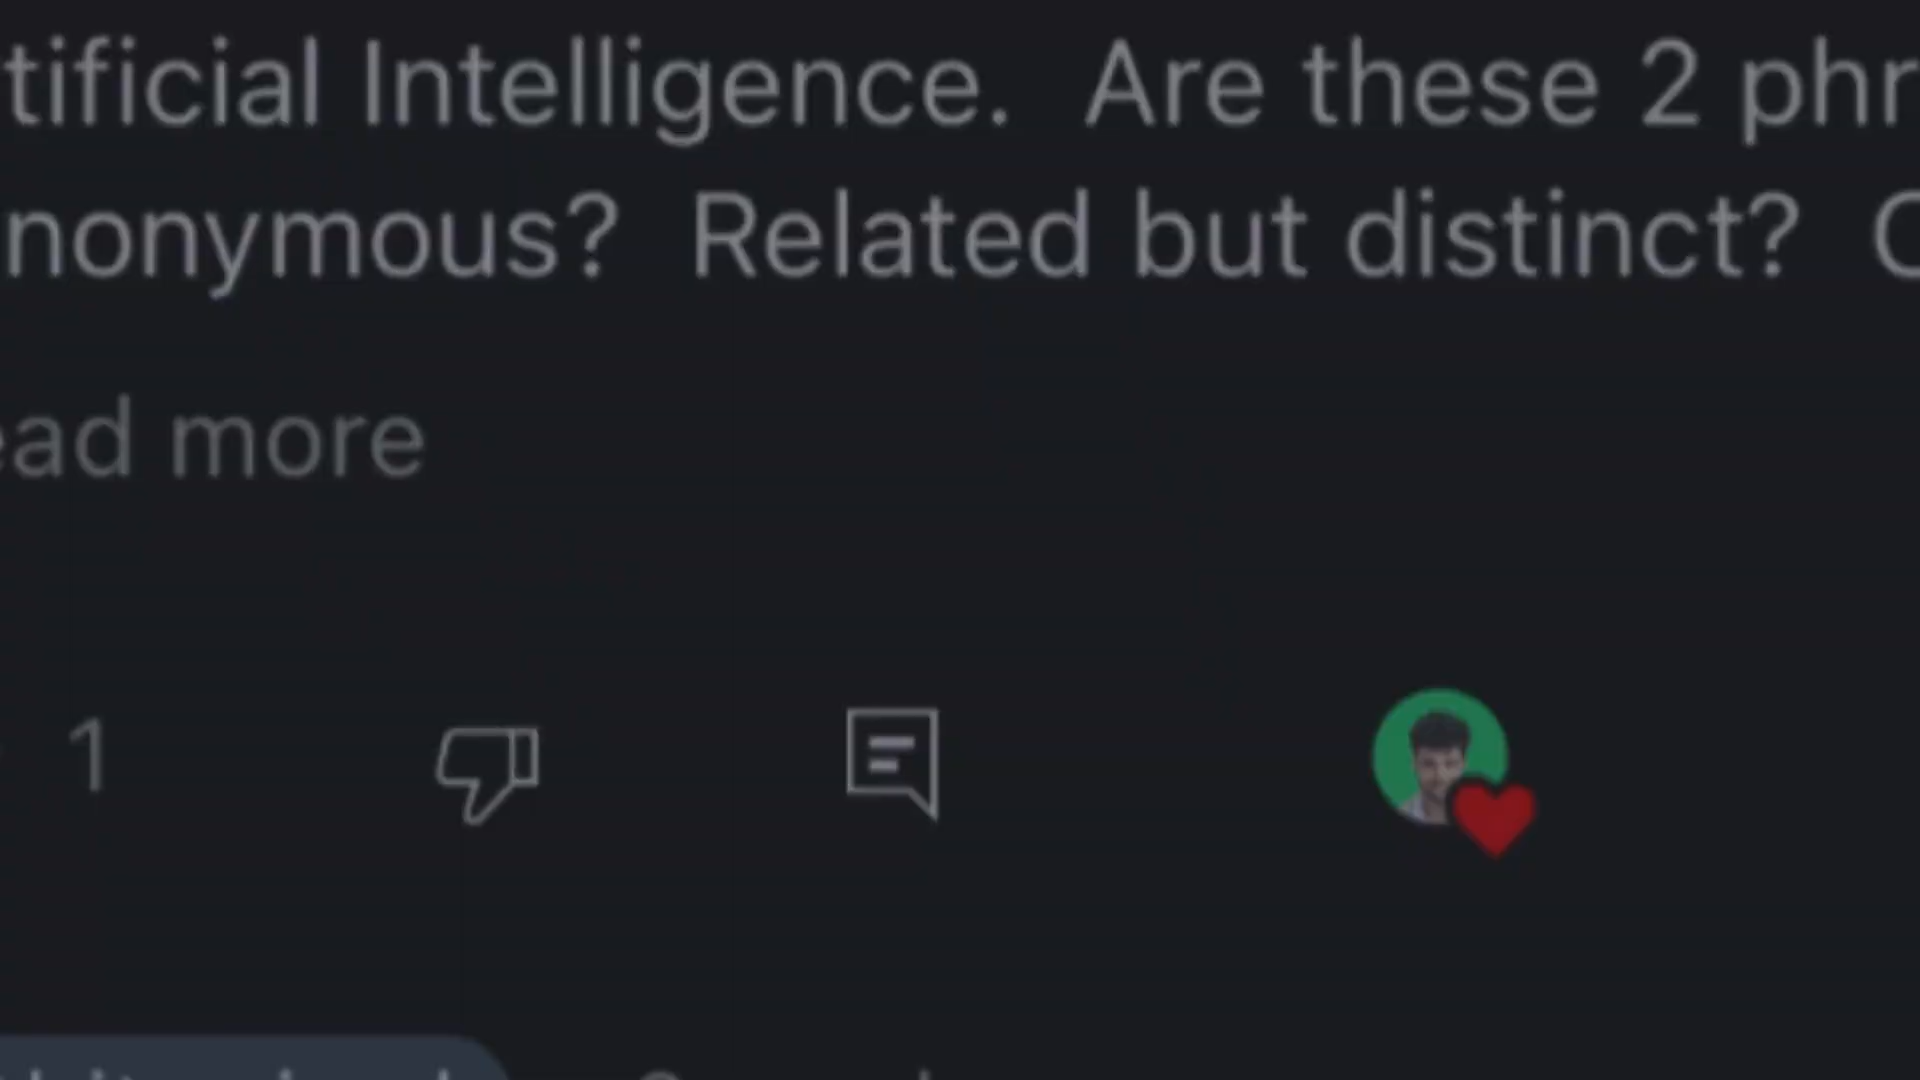 tificial Intelligence.  Are these 2 phr
nonymous?  Related but distinct?
ead more
1